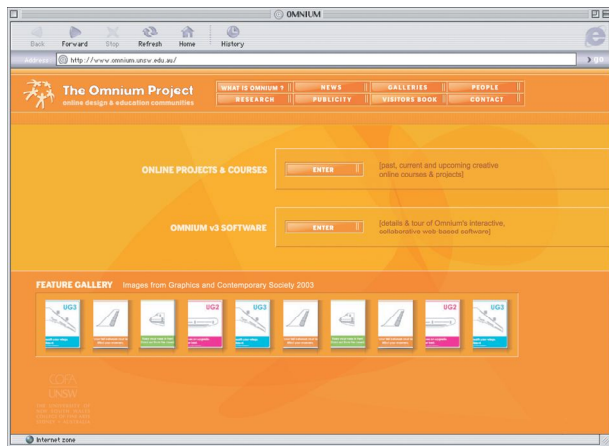 OMNIUM
Back Forward Stop Refresh Home History
Address http://www.omnium.unsw.edu.au/ go
The Omnium Project
online design & education communities
WHAT IS OMNIUM ? NEWS GALLERIES PEOPLE
RESEARCH PUBLICITY VISITORS BOOK CONTACT
ONLINE PROJECTS & COURSES ENTER [past, current and upcoming creative
online courses & projects]
OMNIUM v3 SOFTWARE ENTER [details & tour of Omnium's interactive,
collaborative web based software]
FEATURE GALLERY Images from Graphics and Contemporary Society 2003
UG3 UG2 UG3 UG2 UG3
COFA
UNSW
Internet zone